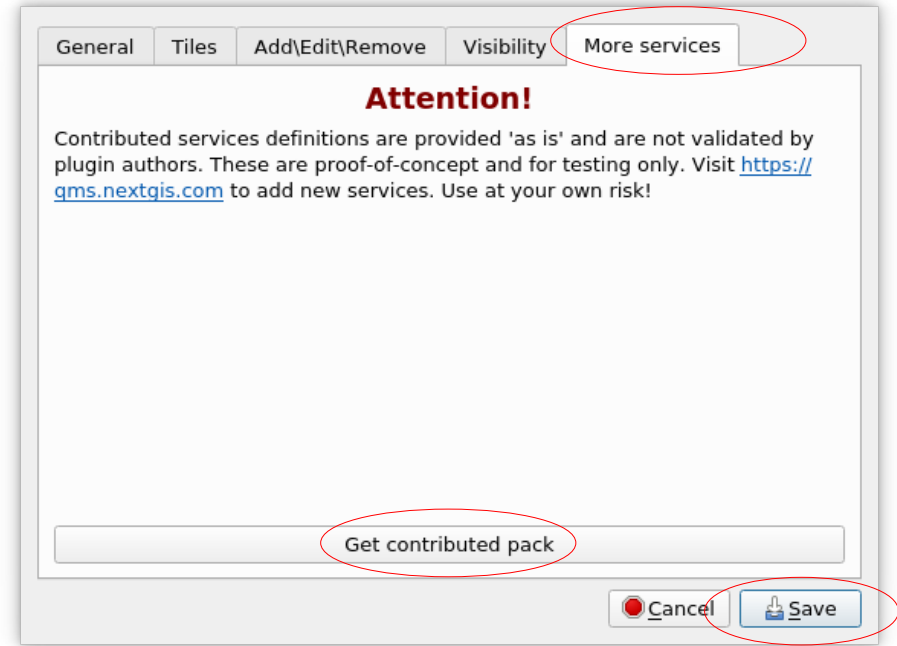 General Tiles Add\Edit\Remove Visibility More services
Attention!
Contributed services definitions are provided 'as is' and are not validated by
plugin authors. These are proof-of-concept and for testing only. Visit https://
qms.nextgis.com to add new services. Use at your own risk!
Get contributed pack
Cancel Save